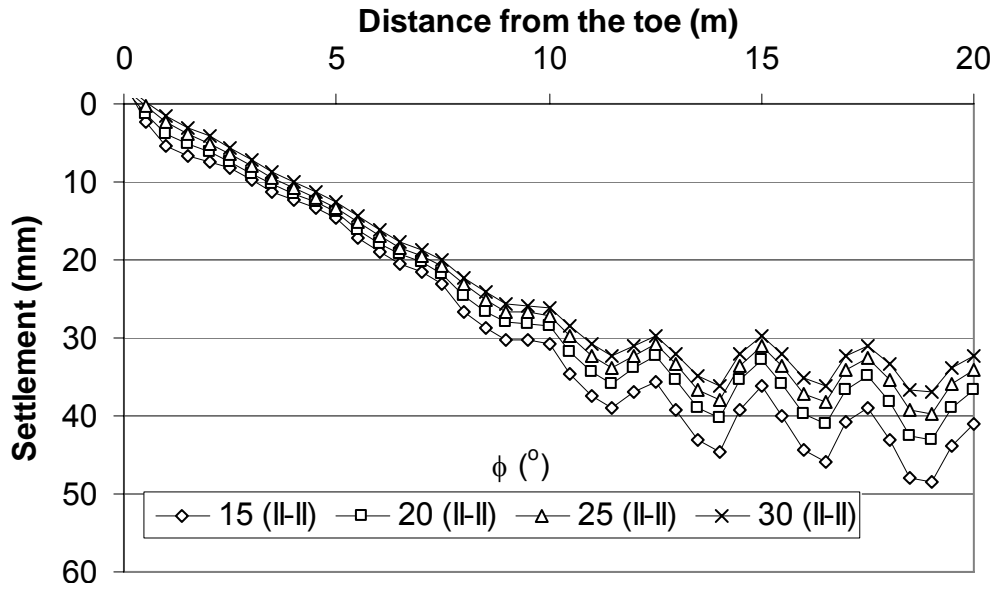 Distance from the toe (m)
0 5 10 15 20
0
10
20
30
40
50
60
Settlement (mm)
ϕ (°)
15 (II-II) 20 (II-II) 25 (II-II) 30 (II-II)